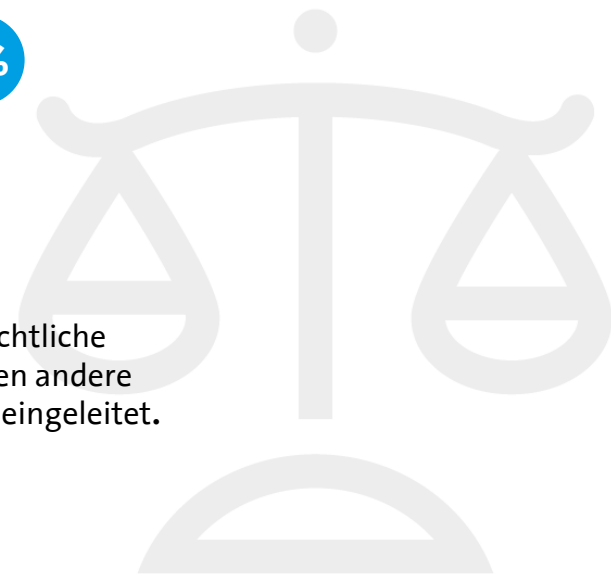 %
chtliche
en andere
eingeleitet.